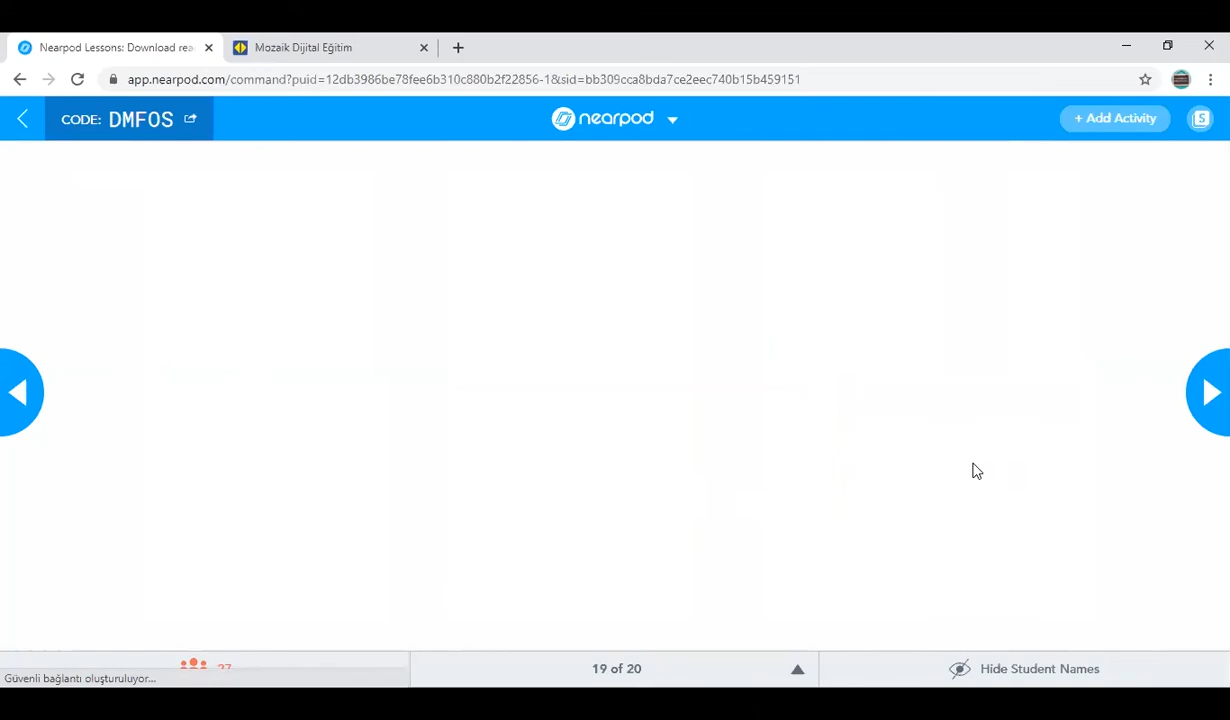 Nearpod Lessons: Download rea
Mozaik Dijital Eğitim
app.nearpod.com/command?puid=12db3986be78fee6b310c880b2f22856-1&sid=bb309cca8bda7ce2eec740b15b459151
CODE: DMFOS
nearpod
+ Add Activity
S
27
19 of 20
Hide Student Names
Güvenli bağlantı oluşturuluyor...